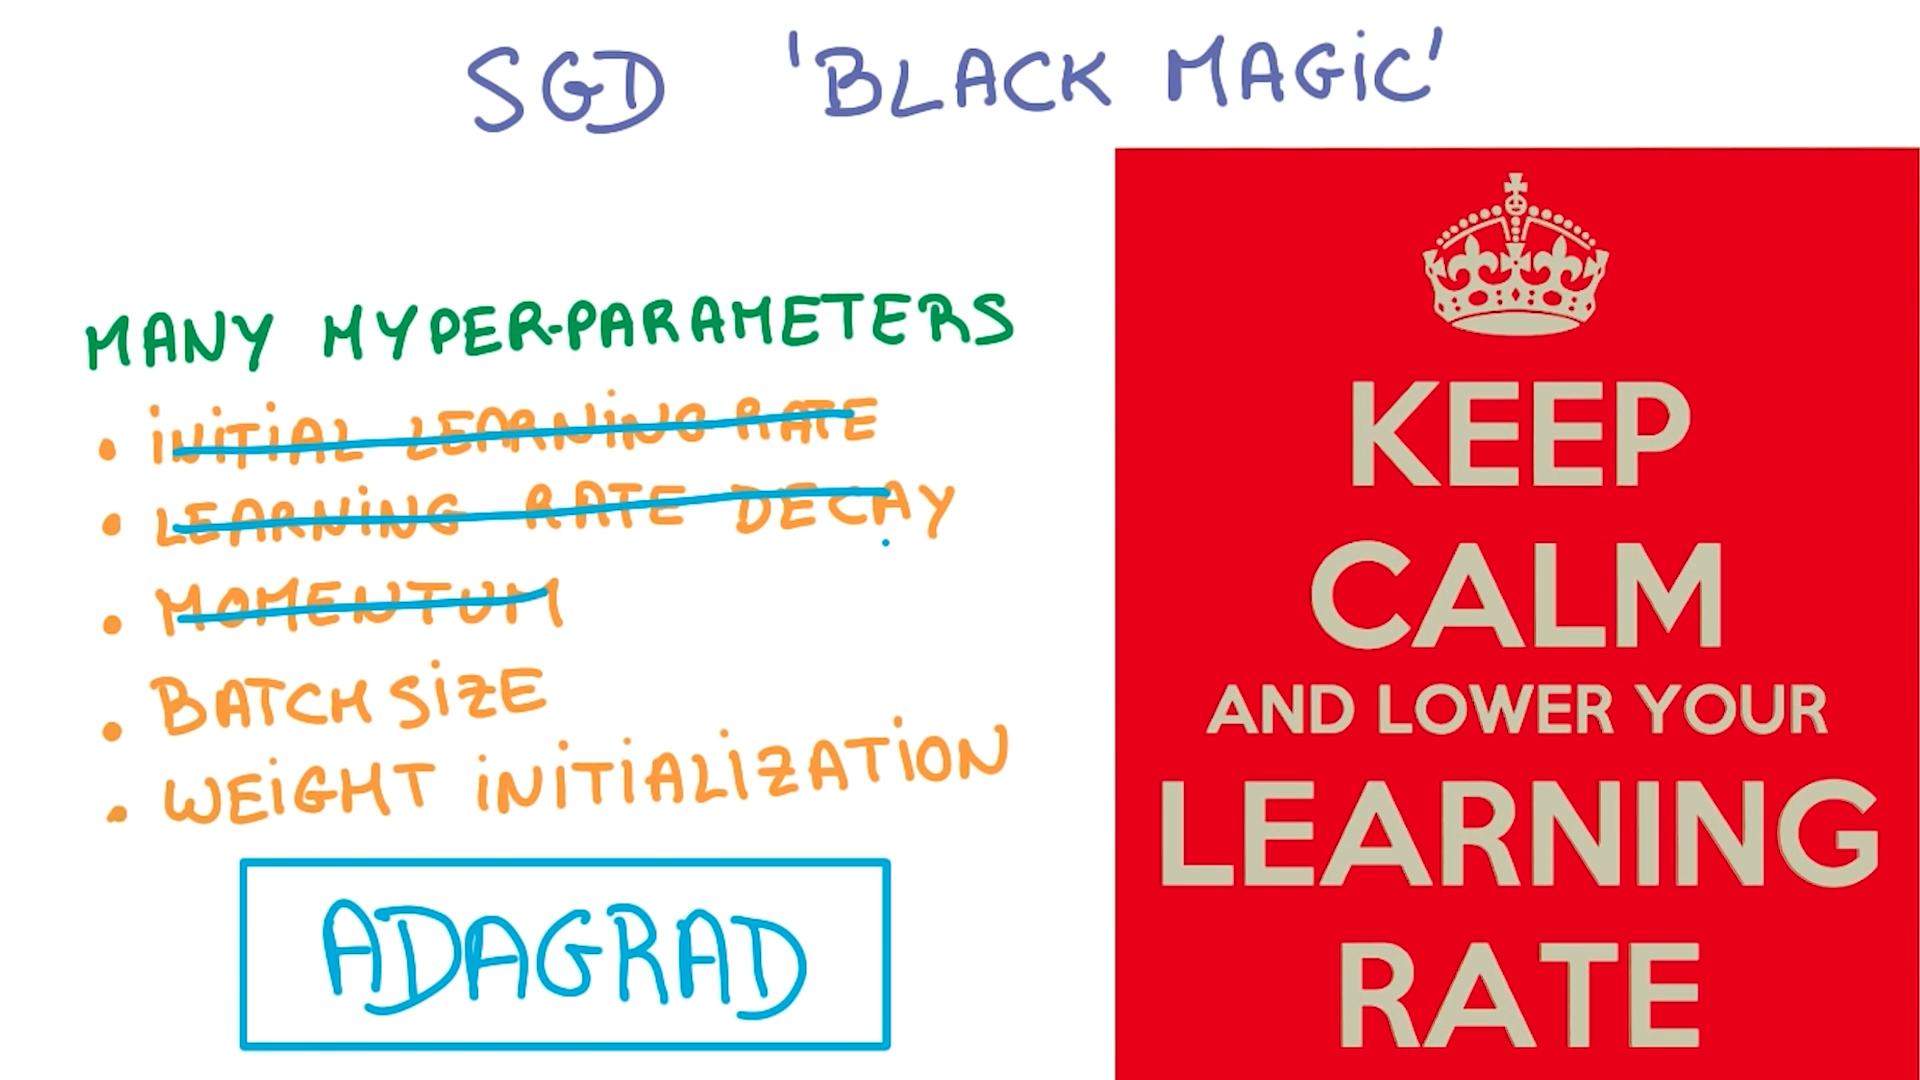 SGD 'BLACK MAGIC'
MANY HYPER-PARAMETERS
• INITIAL LEARNING RATE
• LEARNING RATE DECAY
• MOMENTUM
• BATCH SIZE
• WEIGHT INITIALIZATION
ADAGRAD
KEEP
CALM
AND LOWER YOUR
LEARNING
RATE